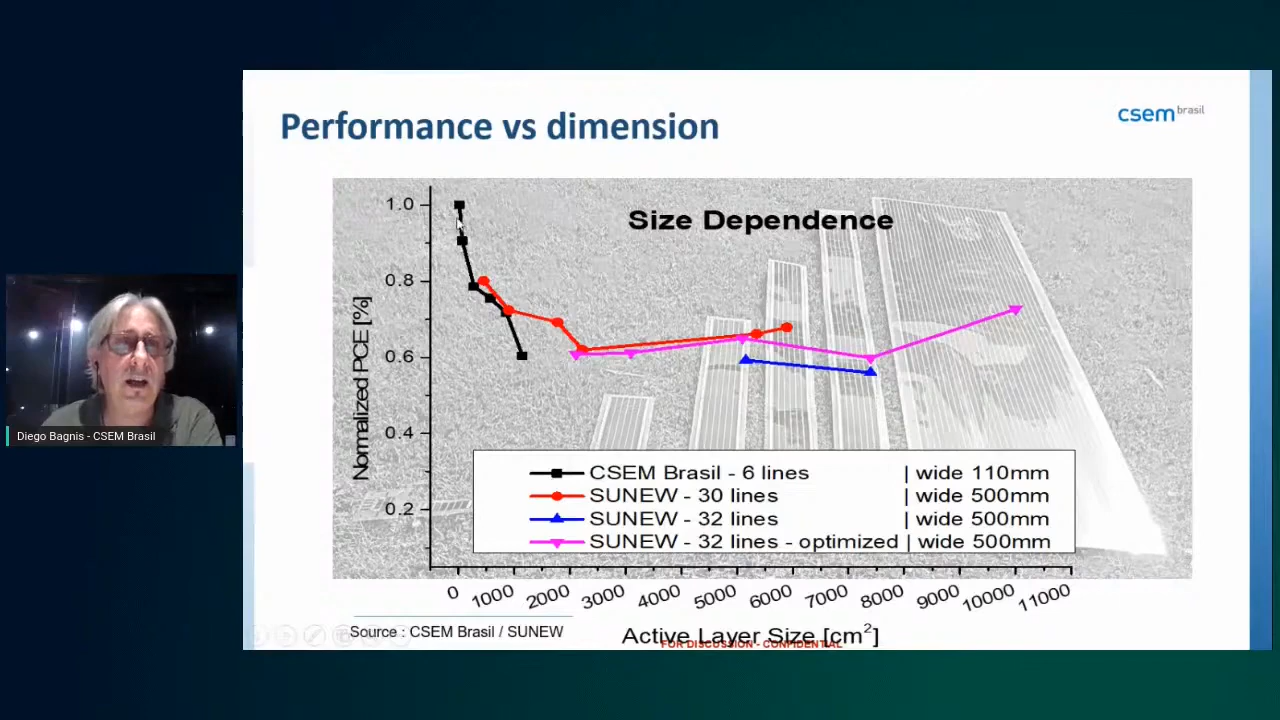 Performance vs dimension
csem brasil
Size Dependence
Normalized PCE [%]
1.0
0.8
0.6
0.4
0.2
CSEM Brasil - 6 lines | wide 110mm
SUNEW - 30 lines | wide 500mm
SUNEW - 32 lines | wide 500mm
SUNEW - 32 lines - optimized | wide 500mm
0 1000 2000 3000 4000 5000 6000 7000 8000 9000 10000 11000
Active Layer Size [cm²]
Source : CSEM Brasil / SUNEW
FOR DISCUSSION - CONFIDENTIAL
Diego Bagnis - CSEM Brasil